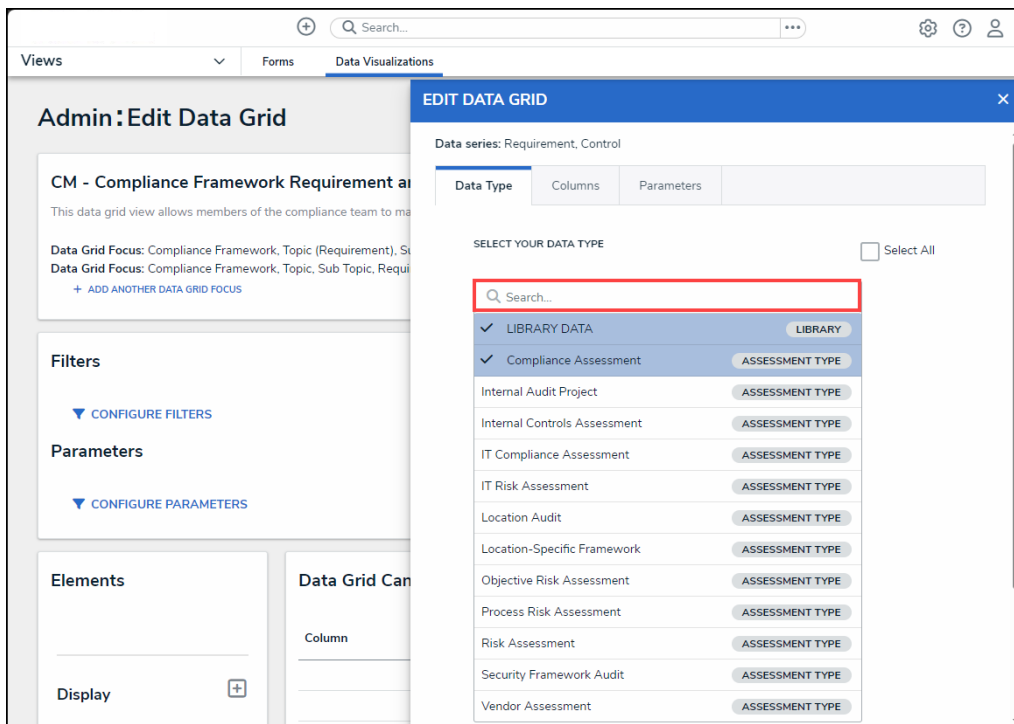 Search...
Views
Forms
Data Visualizations
Admin:Edit Data Grid
CM - Compliance Framework Requirement
This data grid view allows members of the compliance team to
Data Grid Focus: Compliance Framework, Topic (Requirement),
Data Grid Focus: Compliance Framework, Topic, Sub Topic,
+ ADD ANOTHER DATA GRID FOCUS
Filters
CONFIGURE FILTERS
Parameters
CONFIGURE PARAMETERS
Elements
Display
Data Grid
Column
EDIT DATA GRID
Data series: Requirement, Control
Data Type
Columns
Parameters
SELECT YOUR DATA TYPE
Select All
Search...
LIBRARY DATA LIBRARY
Compliance Assessment ASSESSMENT TYPE
Internal Audit Project ASSESSMENT TYPE
Internal Controls Assessment ASSESSMENT TYPE
IT Compliance Assessment ASSESSMENT TYPE
IT Risk Assessment ASSESSMENT TYPE
Location Audit ASSESSMENT TYPE
Location-Specific Framework ASSESSMENT TYPE
Objective Risk Assessment ASSESSMENT TYPE
Process Risk Assessment ASSESSMENT TYPE
Risk Assessment ASSESSMENT TYPE
Security Framework Audit ASSESSMENT TYPE
Vendor Assessment ASSESSMENT TYPE